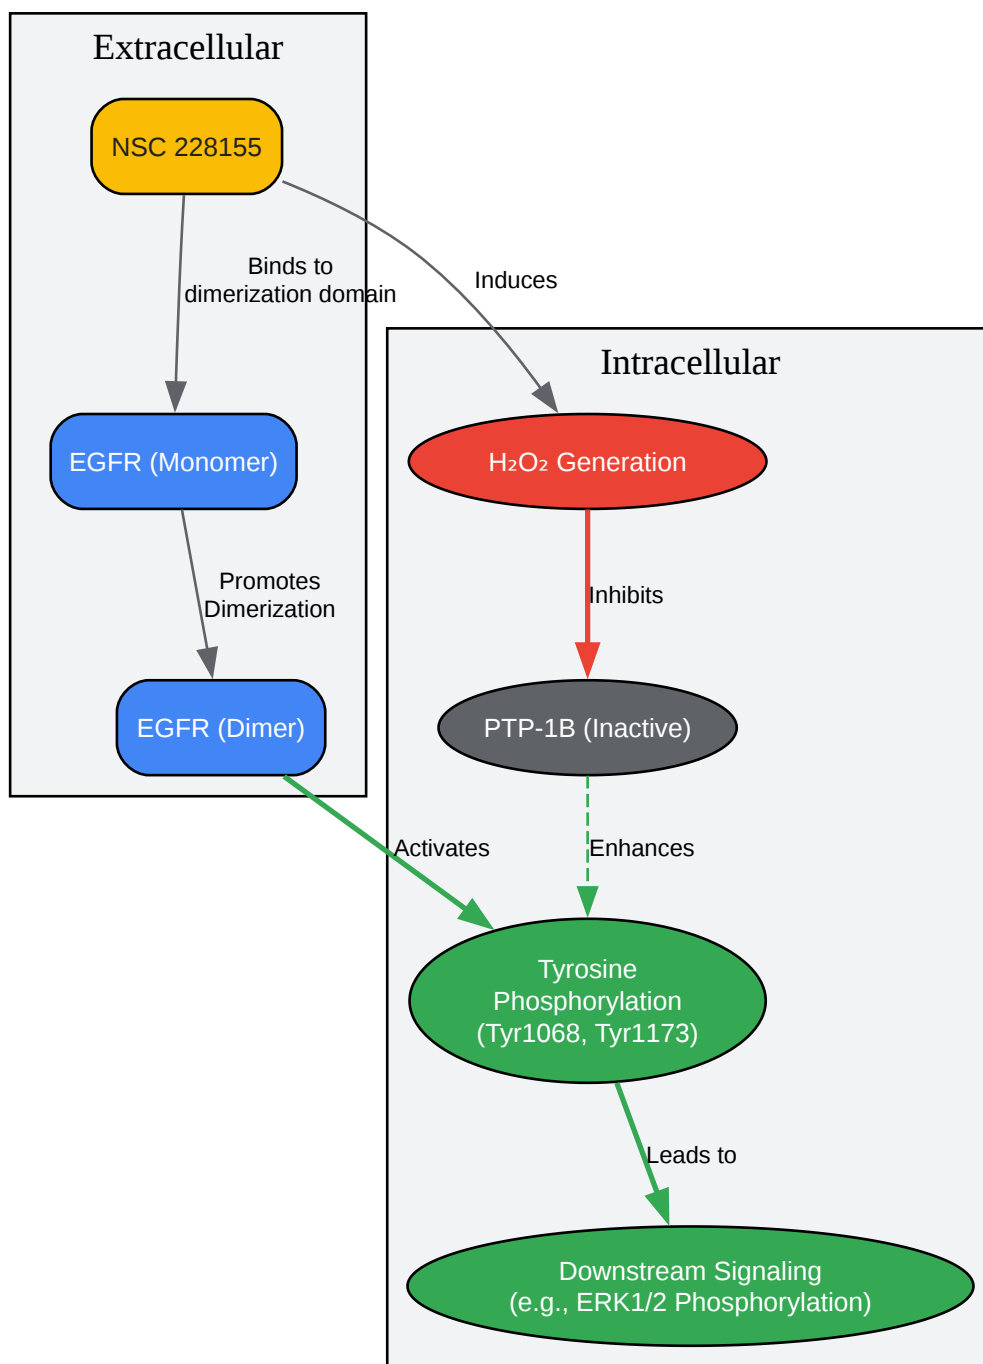 Extracellular
NSC 228155
Binds to
dimerization domain
Induces
Intracellular
EGFR (Monomer)
H₂O₂ Generation
Promotes
Dimerization
Inhibits
EGFR (Dimer)
PTP-1B (Inactive)
Activates
Enhances
Tyrosine
Phosphorylation
(Tyr1068, Tyr1173)
Leads to
Downstream Signaling
(e.g., ERK1/2 Phosphorylation)